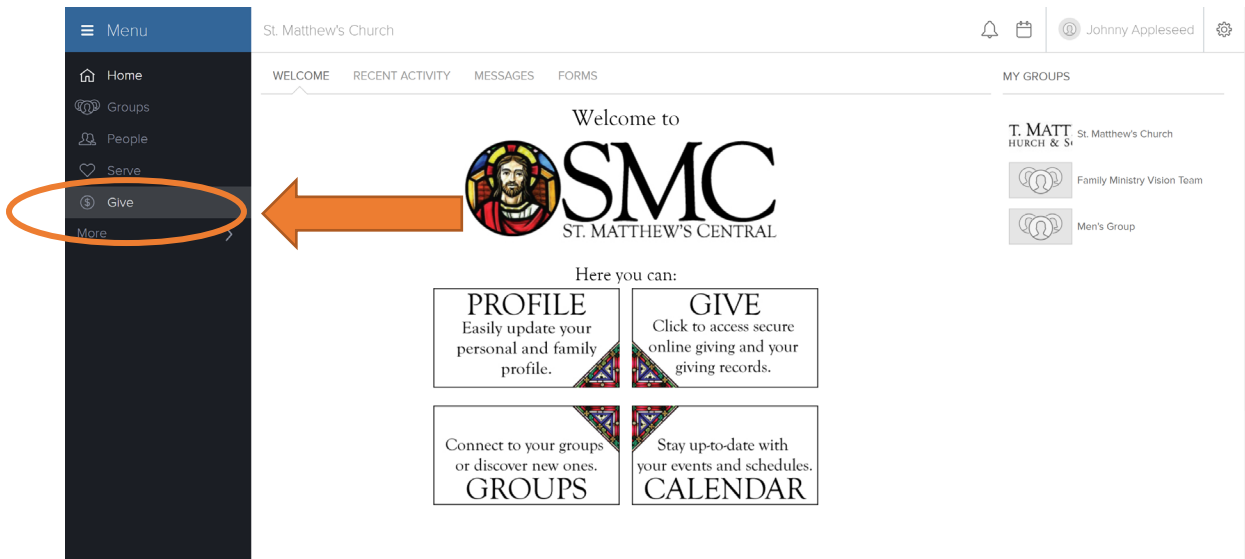 Menu
St. Matthew's Church
Johnny Appleseed
Home
Groups
People
Serve
Give
More
WELCOME
RECENT ACTIVITY
MESSAGES
FORMS
Welcome to
SMC
ST. MATTHEW'S CENTRAL
Here you can:
PROFILE
Easily update your
personal and family
profile.
GIVE
Click to access secure
online giving and your
giving records.
Connect to your groups
or discover new ones.
GROUPS
Stay up-to-date with
your events and schedules.
CALENDAR
MY GROUPS
T. MATT
HURCH & S
St. Matthew's Church
Family Ministry Vision Team
Men's Group